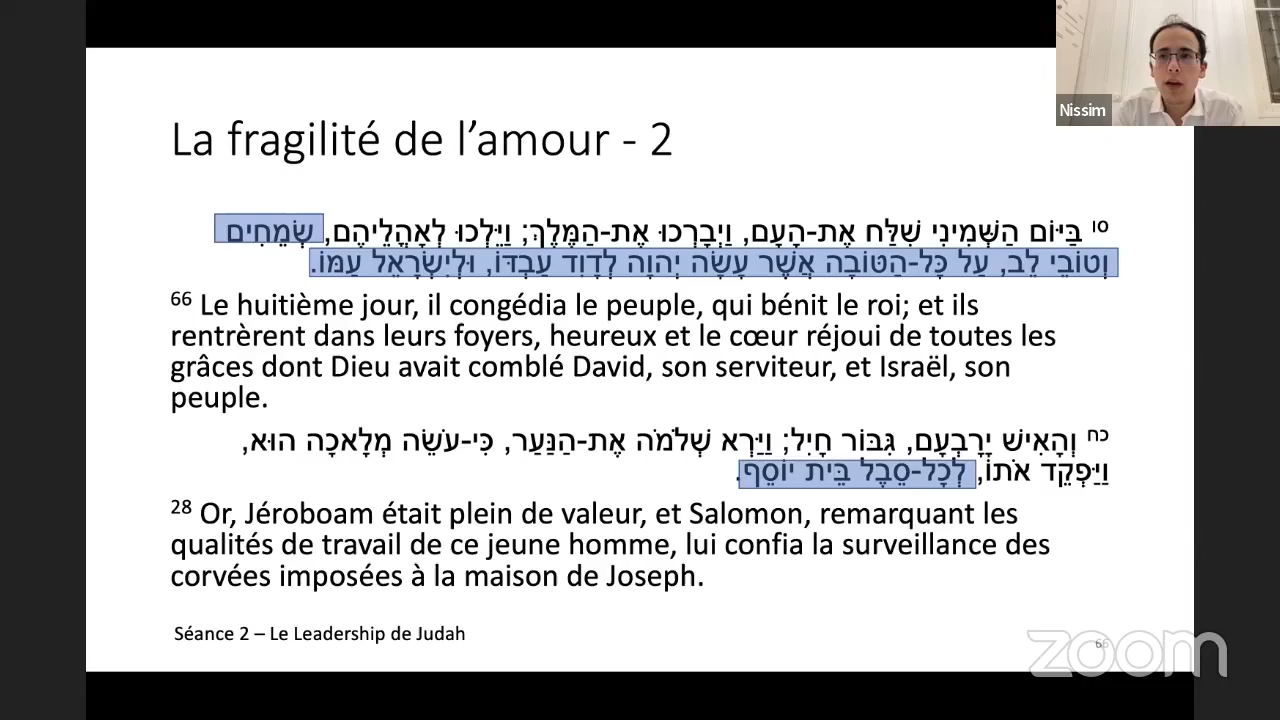 Nissim
La fragilité de l’amour - 2
סו בַּיּוֹם הַשְּׁמִינִי שִׁלַּח אֶת-הָעָם, וַיְבָרְכוּ אֶת-הַמֶּלֶךְ; וַיֵּלְכוּ לְאָהֳלֵיהֶם, שְׂמֵחִים
וְטוֹבֵי לֵב, עַל כָּל-הַטּוֹבָה אֲשֶׁר עָשָׂה יְהוָה לְדָוִד עַבְדּוֹ, וּלְיִשְׂרָאֵל עַמּוֹ.
66 Le huitième jour, il congédia le peuple, qui bénit le roi; et ils
rentrèrent dans leurs foyers, heureux et le cœur réjoui de toutes les
grâces dont Dieu avait comblé David, son serviteur, et Israël, son
peuple.
כח וְהָאִישׁ יָרָבְעָם, גִּבּוֹר חָיִל; וַיַּרְא שְׁלֹמֹה אֶת-הַנַּעַר, כִּי-עֹשֵׂה מְלָאכָה הוּא,
וַיַּפְקֵד אֹתוֹ, לְכָל-סֵבֶל בֵּית יוֹסֵף.
28 Or, Jéroboam était plein de valeur, et Salomon, remarquant les
qualités de travail de ce jeune homme, lui confia la surveillance des
corvées imposées à la maison de Joseph.
Séance 2 – Le Leadership de Judah
66
zoom